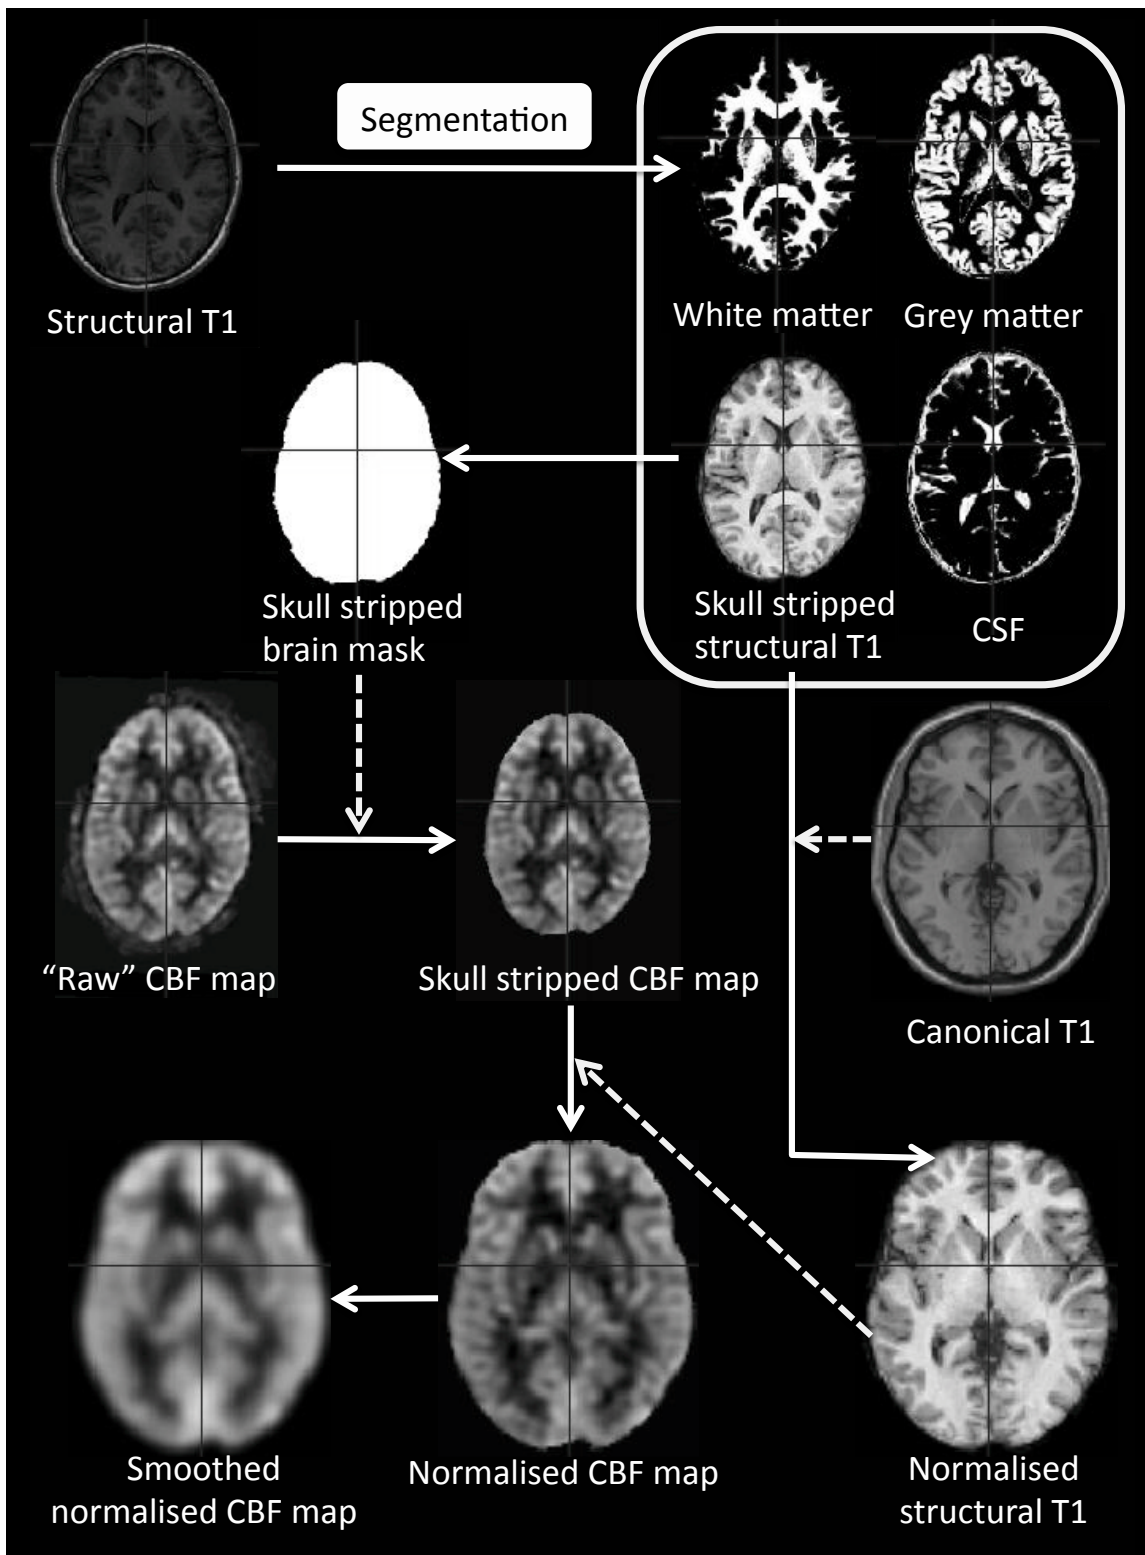 Segmentation
Structural T1
White matter
Grey matter
Skull stripped
brain mask
Skull stripped
structural T1
CSF
“Raw” CBF map
Skull stripped CBF map
Canonical T1
Smoothed
normalised CBF map
Normalised CBF map
Normalised
structural T1